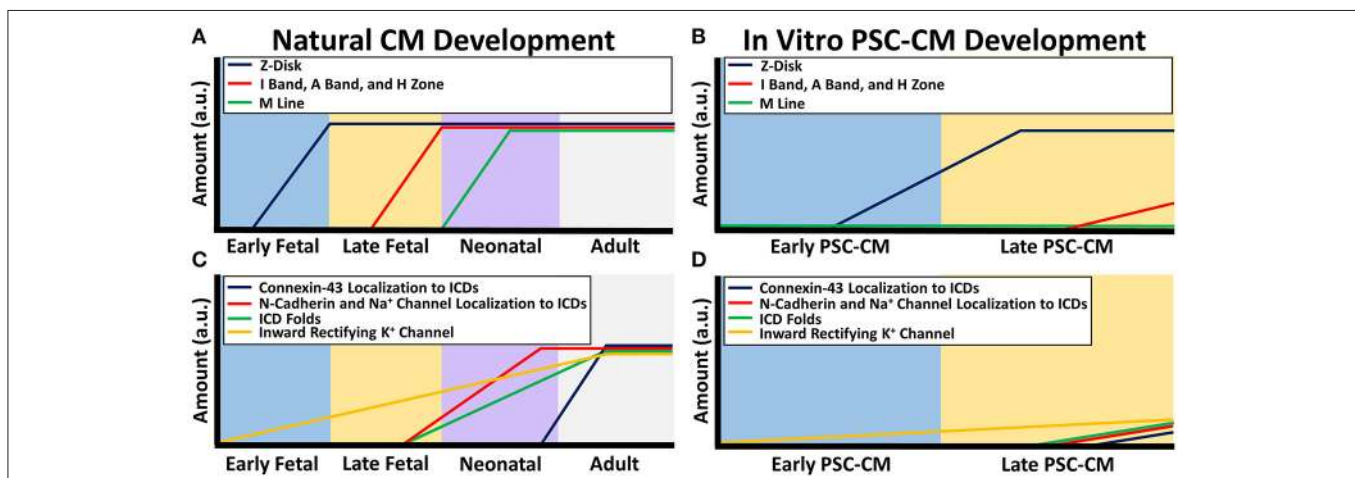 A
Natural CM Development
Z-Disk
I Band, A Band, and H Zone
M Line
Amount (a.u.)
Early Fetal
Late Fetal
Neonatal
Adult
B
In Vitro PSC-CM Development
Z-Disk
I Band, A Band, and H Zone
M Line
Amount (a.u.)
Early PSC-CM
Late PSC-CM
C
Connexin-43 Localization to ICDs
N-Cadherin and Na⁺ Channel Localization to ICDs
ICD Folds
Inward Rectifying K⁺ Channel
Amount (a.u.)
Early Fetal
Late Fetal
Neonatal
Adult
D
Connexin-43 Localization to ICDs
N-Cadherin and Na⁺ Channel Localization to ICDs
ICD Folds
Inward Rectifying K⁺ Channel
Amount (a.u.)
Early PSC-CM
Late PSC-CM